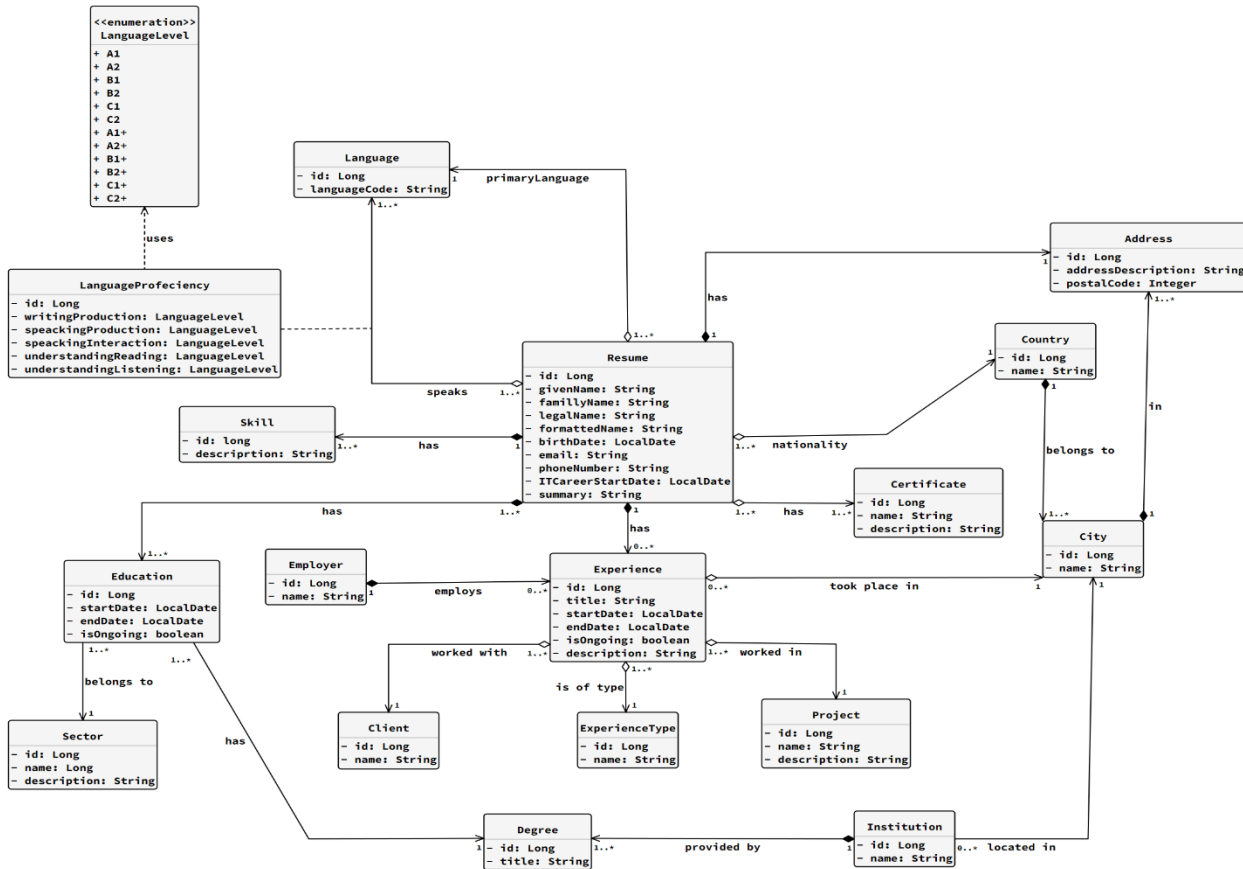 <<enumeration>>
LanguageLevel
+ A1
+ A2
+ B1
+ B2
+ C1
+ C2
+ A1+
+ A2+
+ B1+
+ B2+
+ C1+
+ C2+
uses
LanguageProfeciency
- id: Long
- writingProduction: LanguageLevel
- speackingProduction: LanguageLevel
- speackingInteraction: LanguageLevel
- understandingReading: LanguageLevel
- understandingListening: LanguageLevel
Language
- id: Long
- languageCode: String
1
primaryLanguage
1..*
1..*
speaks
1..*
Address
- id: Long
- addressDescription: String
- postalCode: Integer
1
has
1
1..*
in
1
Country
- id: Long
- name: String
1
nationality
1..*
1
belongs to
1..*
Resume
- id: Long
- givenName: String
- famillyName: String
- legalName: String
- formattedName: String
- birthDate: LocalDate
- email: String
- phoneNumber: String
- ITCareerStartDate: LocalDate
- summary: String
Skill
- id: long
- descriprtion: String
1..*
has
1
Certificate
- id: Long
- name: String
- description: String
1..*
has
1..*
has
1..*
1..*
1
has
0..*
City
- id: Long
- name: String
Education
- id: Long
- startDate: LocalDate
- endDate: LocalDate
- isOngoing: boolean
Employer
- id: Long
- name: String
1
employs
0..*
Experience
- id: Long
- title: String
- startDate: LocalDate
- endDate: LocalDate
- isOngoing: boolean
- description: String
0..*
took place in
1
1
worked with
1..*
1
1..*
is of type
1
1..*
worked in
1
1..*
belongs to
1
1..*
has
1
Sector
- id: Long
- name: Long
- description: String
Client
- id: Long
- name: String
ExperienceType
- id: Long
- name: String
Project
- id: Long
- name: String
- description: String
Degree
- id: Long
- title: String
1..*
provided by
1
Institution
- id: Long
- name: String
0..*
located in